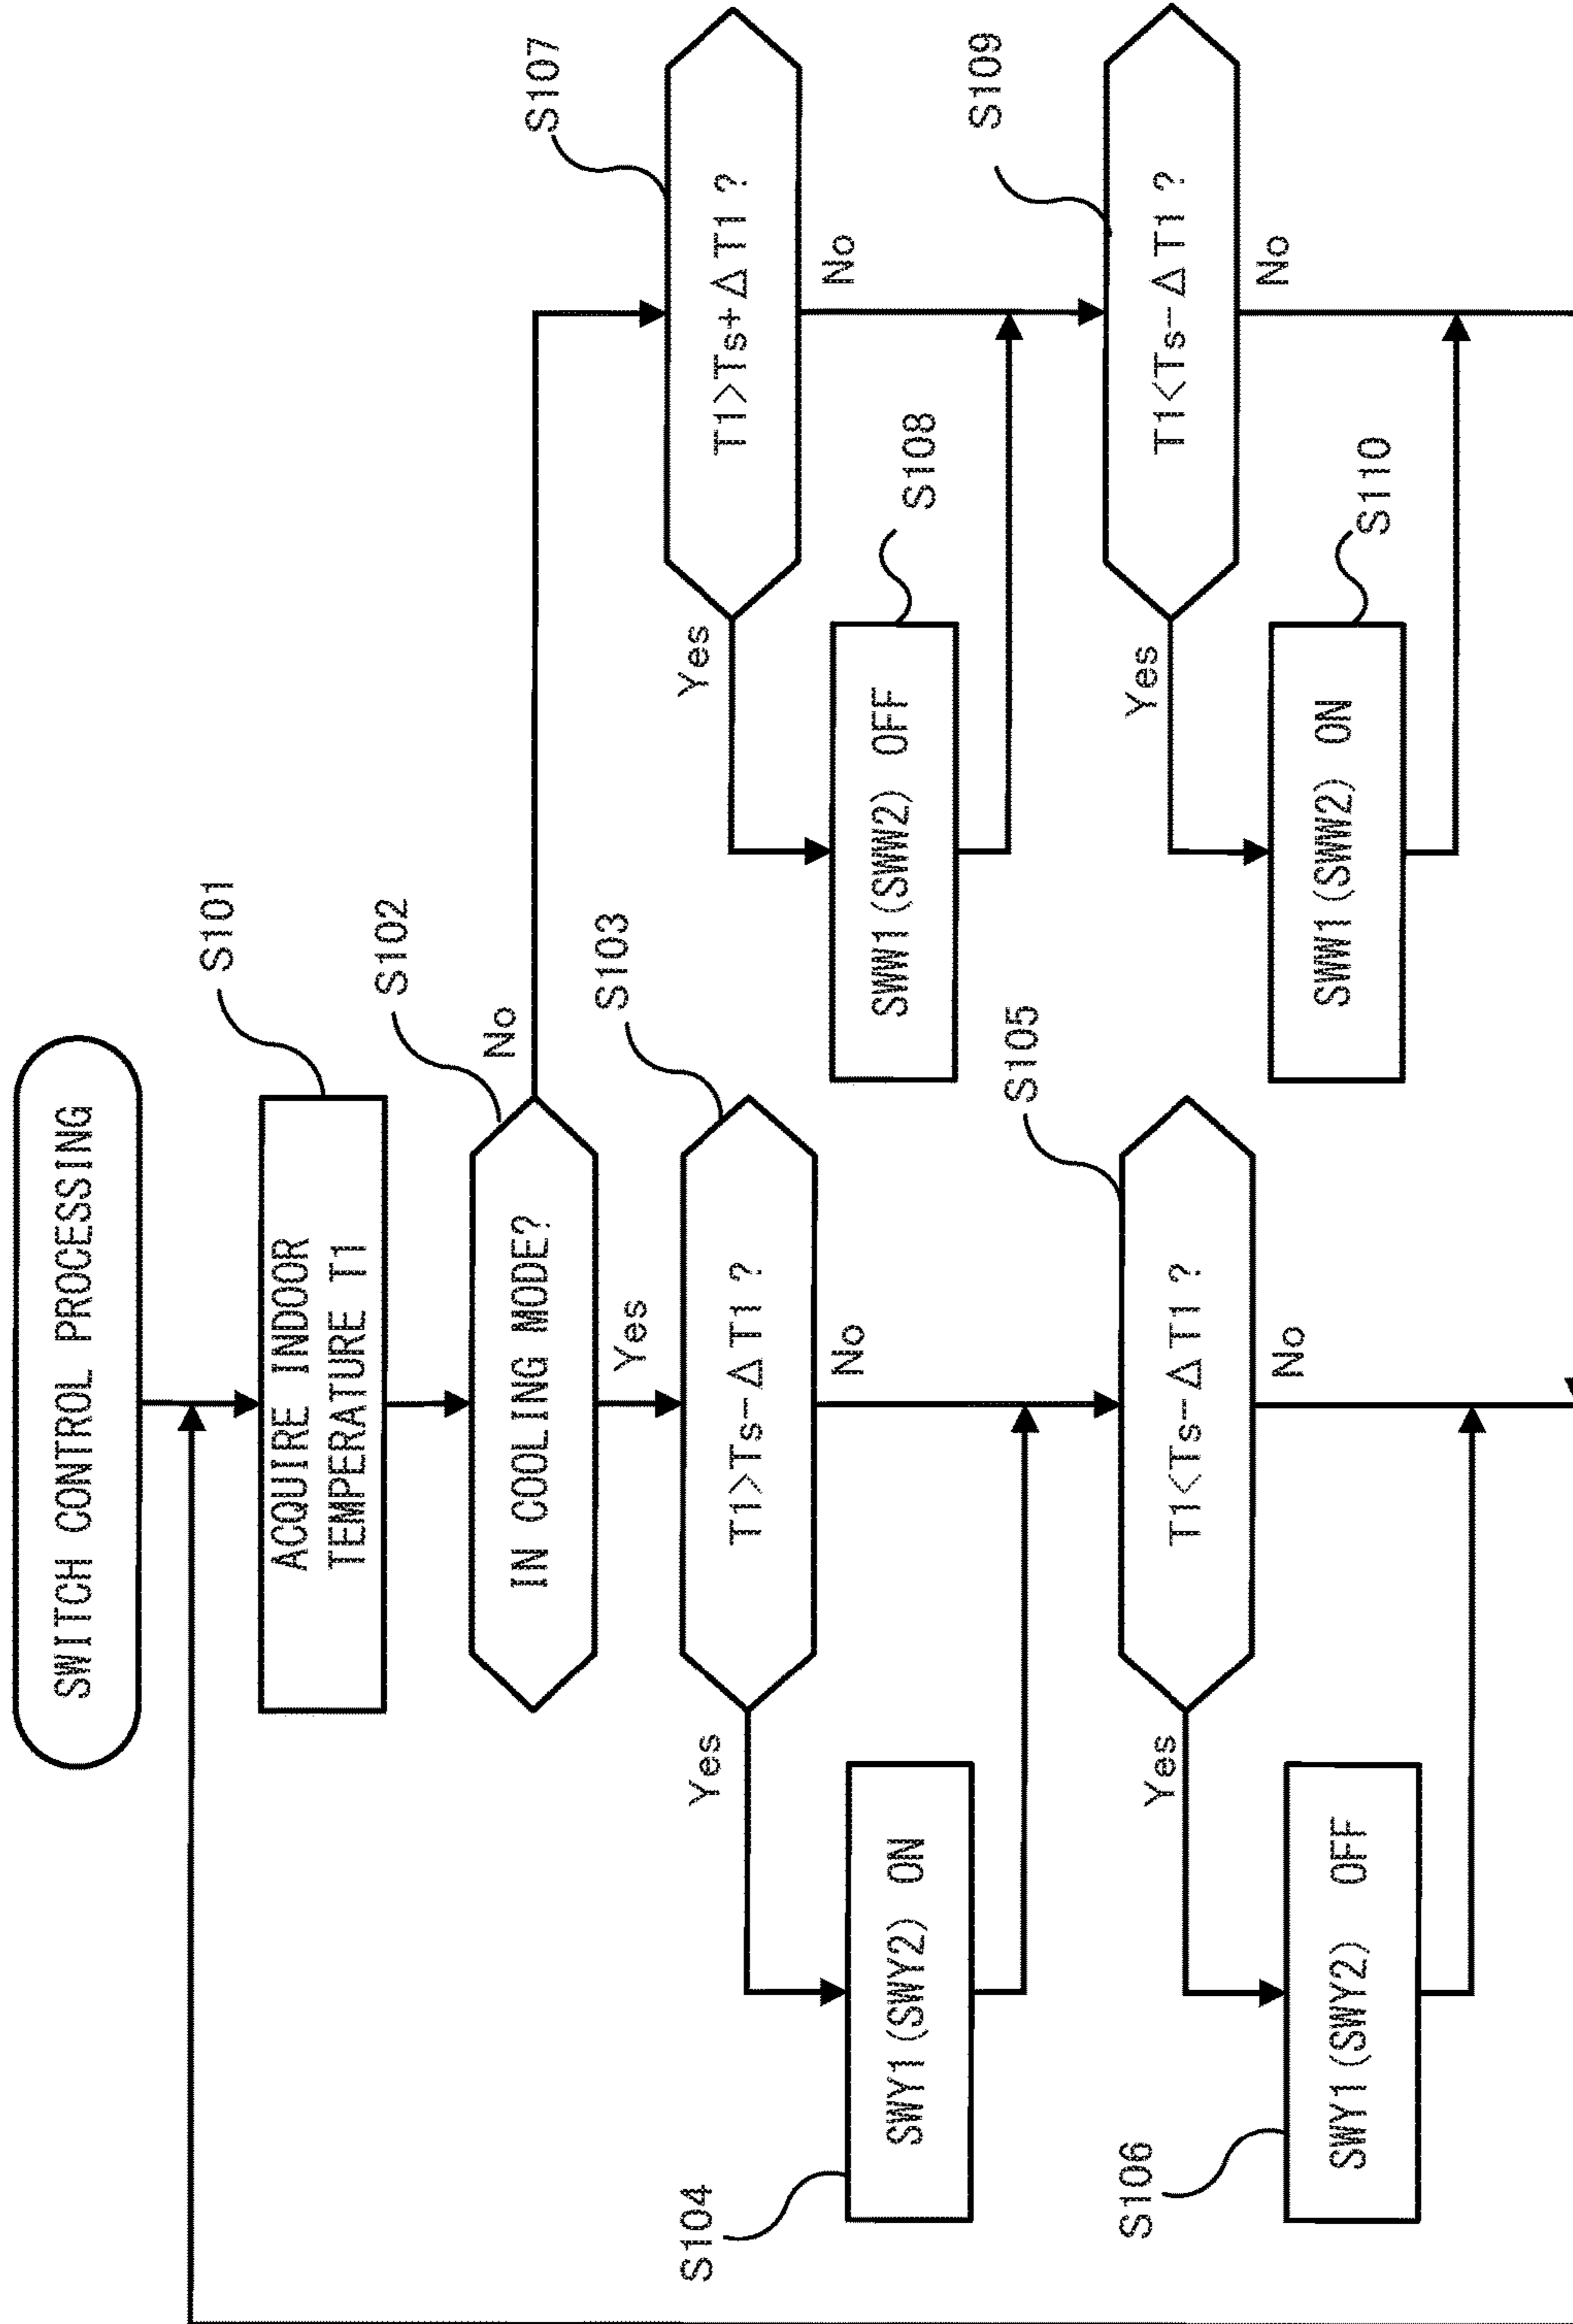 SWITCH CONTROL PROCESSING
S101
ACQUIRE INDOOR
TEMPERATURE T1
S102
IN COOLING MODE?
No
Yes
S103
T1>Ts-ΔT1 ?
Yes
No
S104
SWY1(SWY2) ON
S105
T1<Ts-ΔT1 ?
Yes
No
S106
SWY1(SWY2) OFF
S107
T1>Ts+ΔT1 ?
Yes
No
S108
SWW1(SWW2) OFF
S109
T1<Ts-ΔT1 ?
Yes
No
S110
SWW1(SWW2) ON